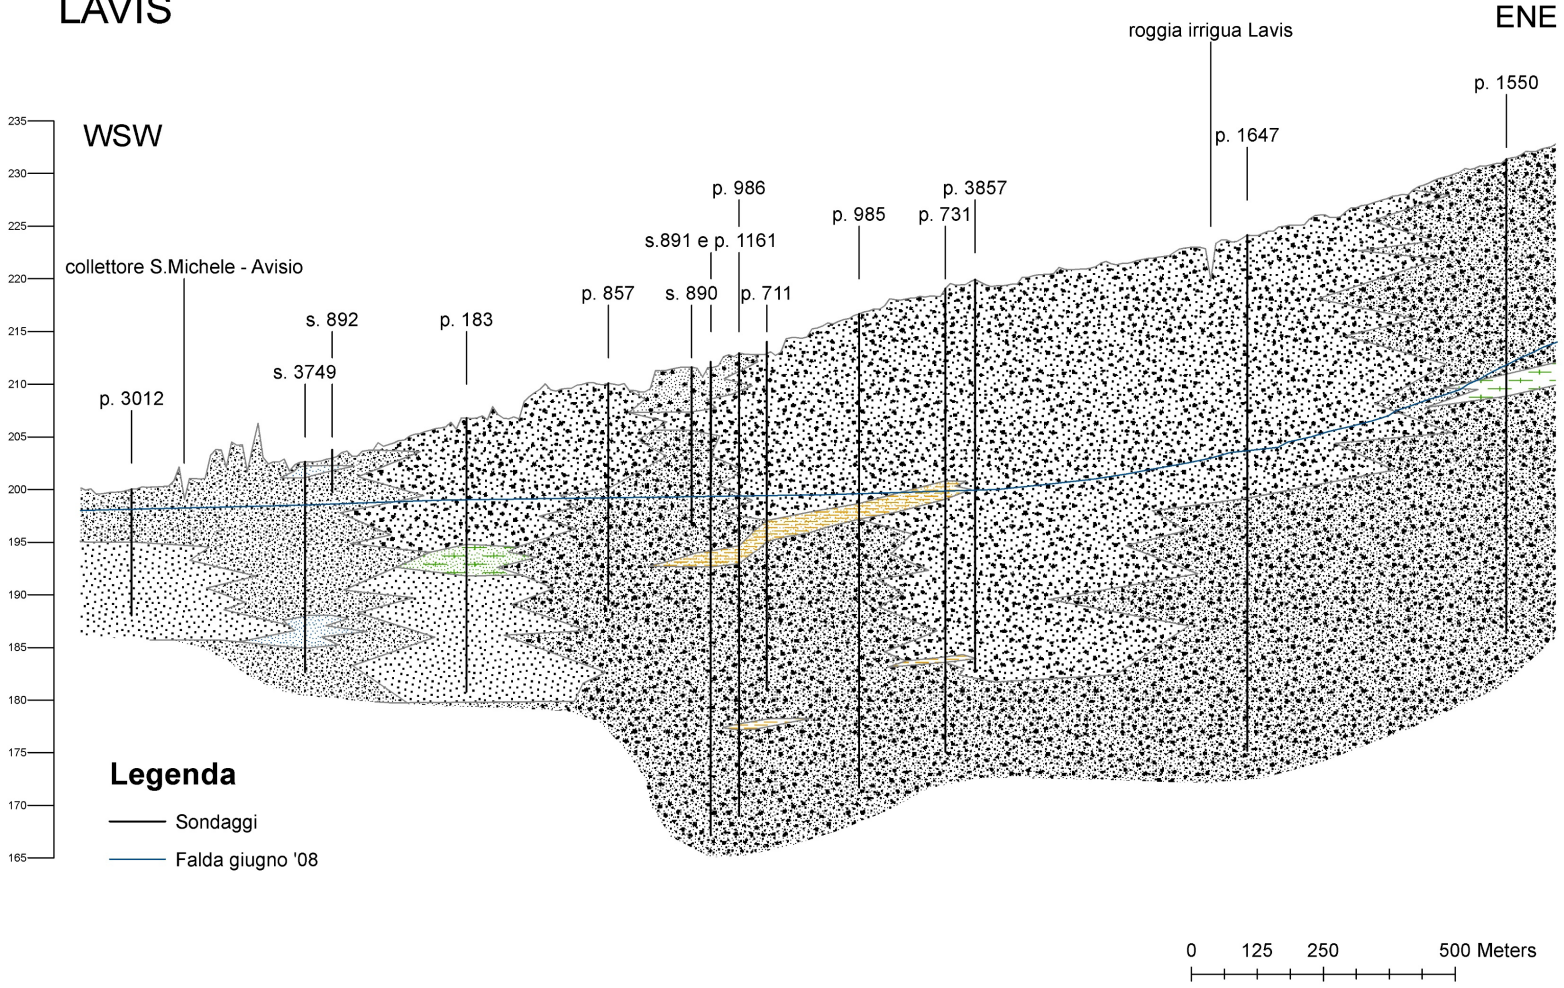 LAVIS
ENE
roggia irrigua Lavis
p. 1550
WSW
p. 1647
p. 986
p. 3857
p. 985
p. 731
s.891 e p. 1161
collettore S.Michele - Avisio
p. 857
s. 890
p. 711
s. 892
p. 183
s. 3749
p. 3012
235
230
225
220
215
210
205
200
195
190
185
180
175
170
165
Legenda
Sondaggi
Falda giugno '08
0 125 250 500 Meters